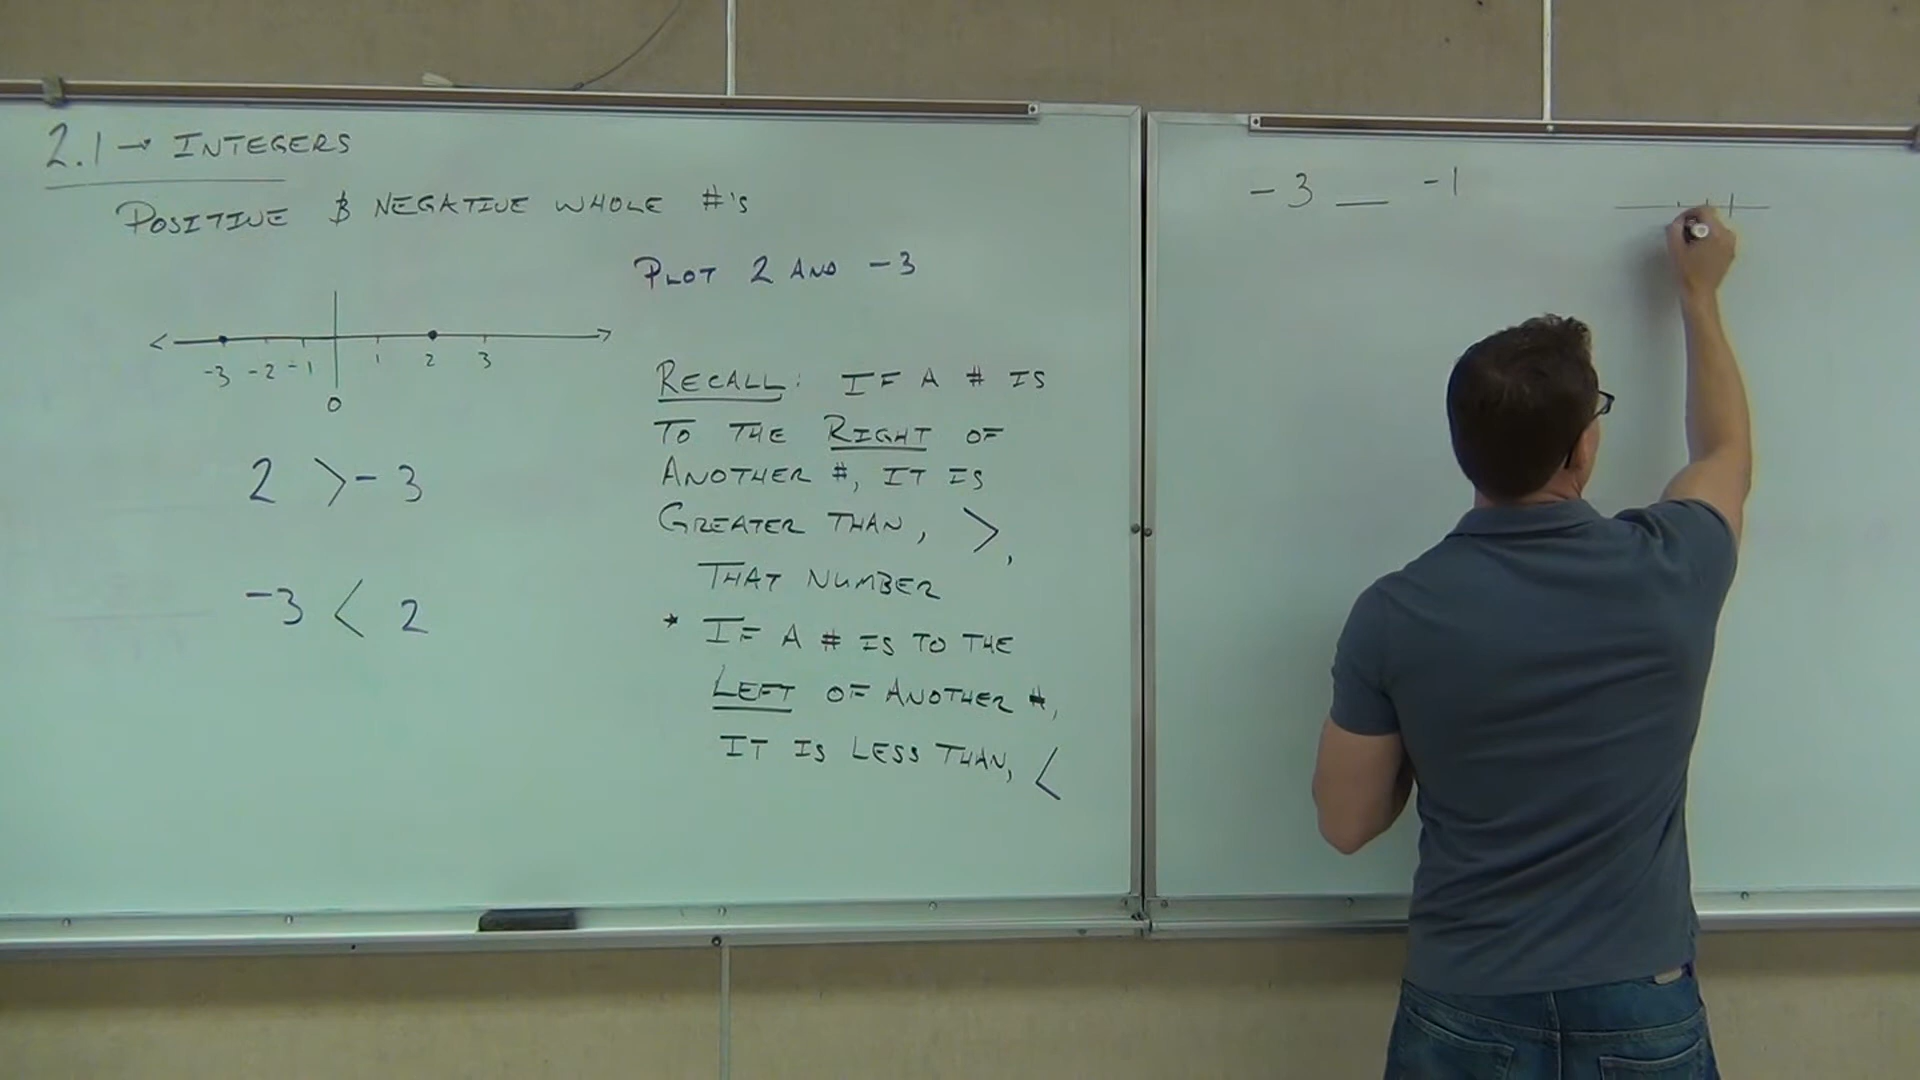 2.1 → INTEGERS
POSITIVE & NEGATIVE WHOLE #'s
PLOT 2 AND -3
-3 -2 -1 1 2 3
0
2 > -3
-3 < 2
RECALL: IF A # IS
TO THE RIGHT OF
ANOTHER #, IT IS
GREATER THAN, >,
THAT NUMBER
* IF A # IS TO THE
LEFT OF ANOTHER #,
IT IS LESS THAN, <
-3 __ -1